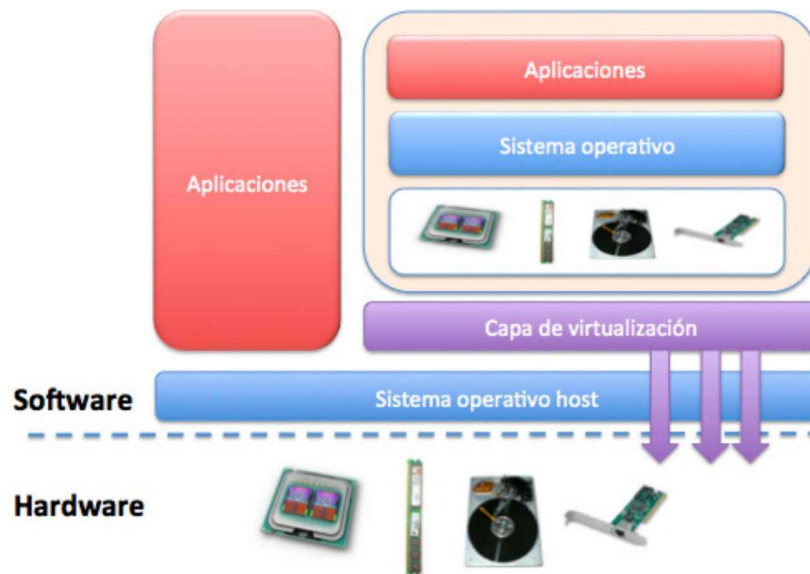 Aplicaciones
Aplicaciones
Sistema operativo
Capa de virtualización
Software
Sistema operativo host
Hardware